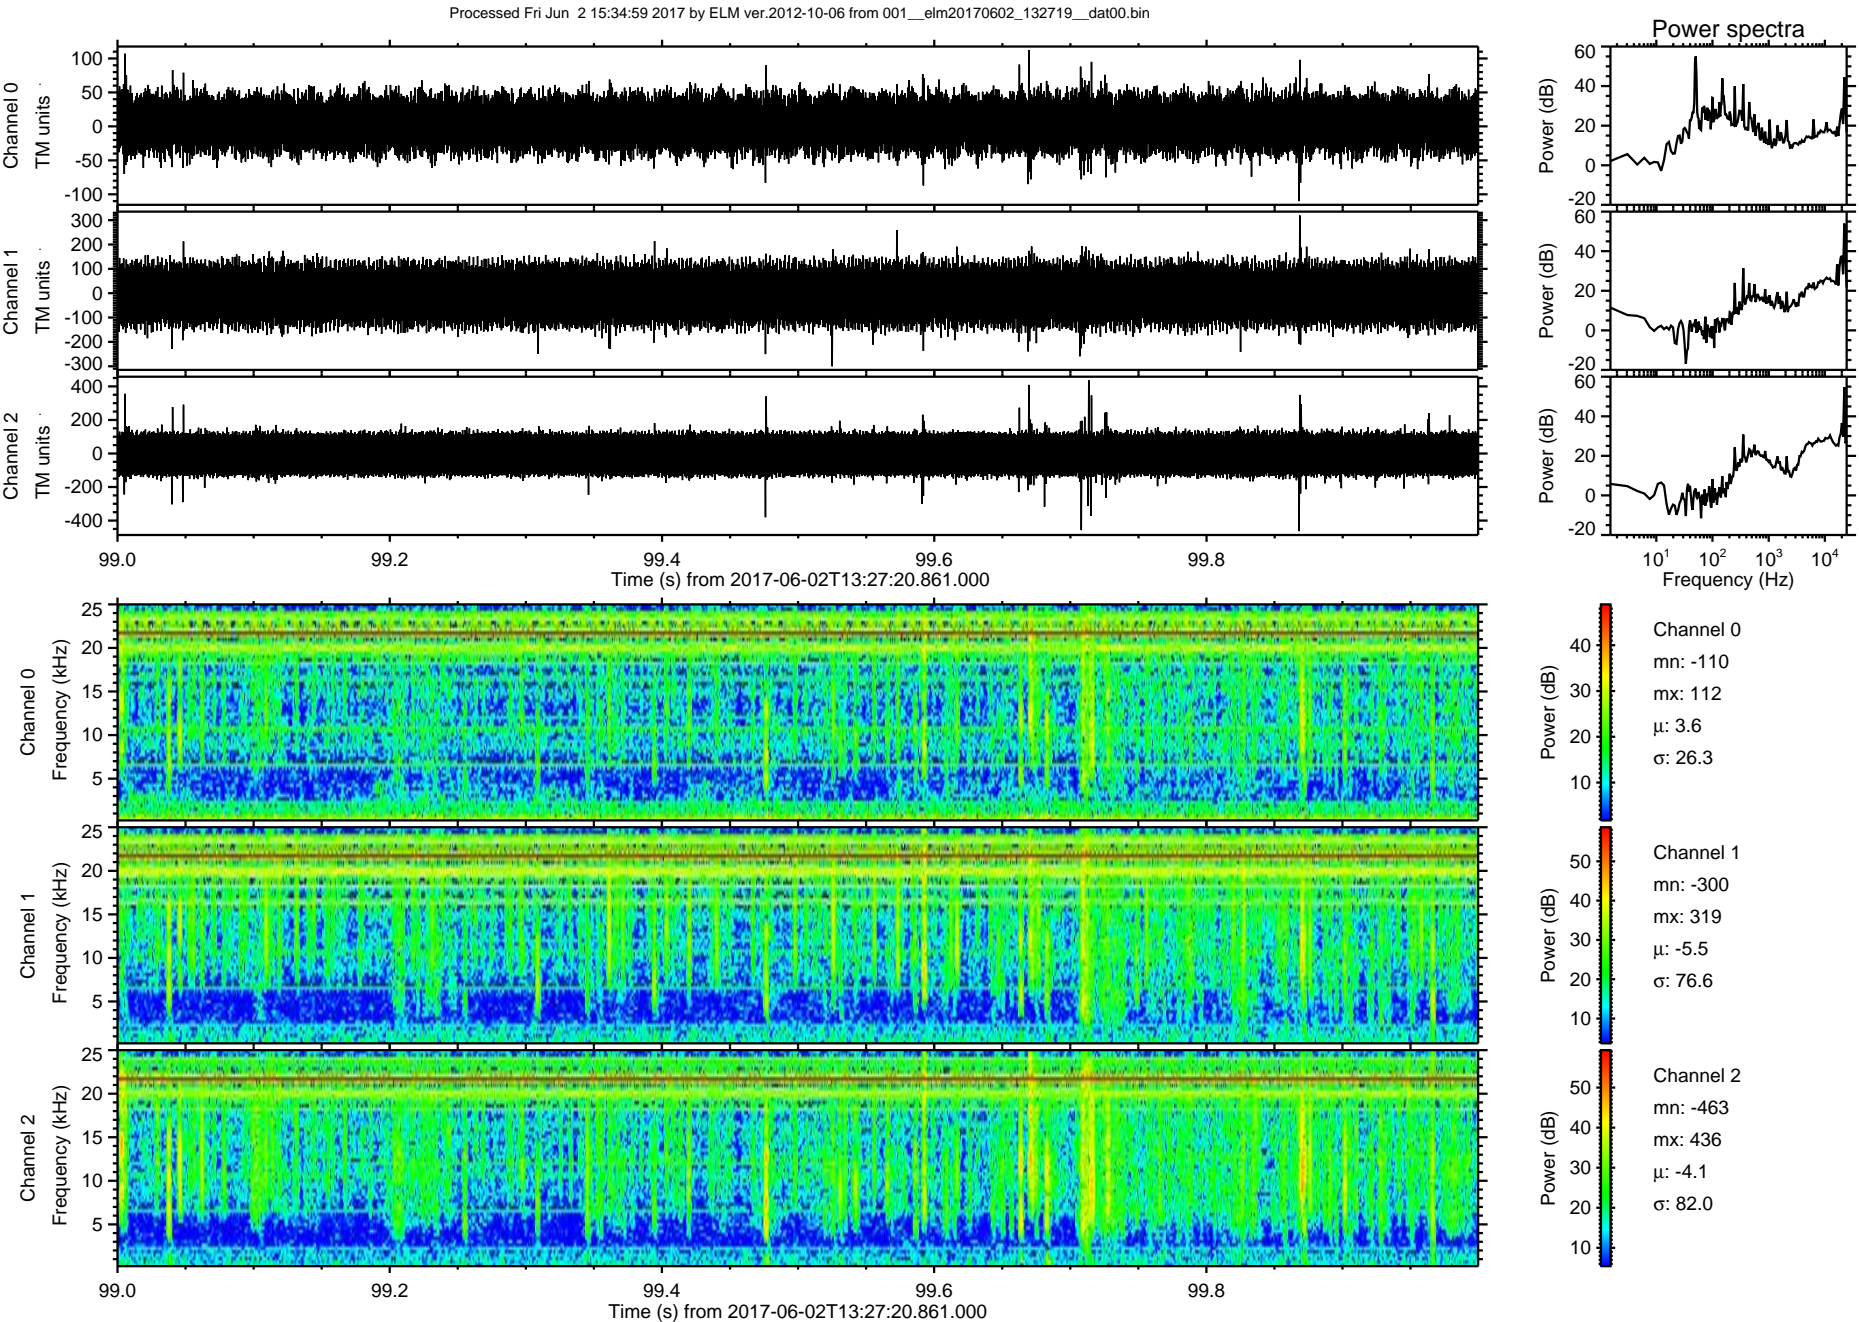 Processed Fri Jun  2 15:34:59 2017 by ELM ver.2012-10-06 from 001__elm20170602_132719__dat00.bin
Power spectra
Channel 0
TM units
100
50
0
-50
-100
Power (dB)
60
40
20
0
-20
Channel 1
TM units
300
200
100
0
-100
-200
-300
Power (dB)
60
40
20
0
-20
Channel 2
TM units
400
200
0
-200
-400
Power (dB)
60
40
20
0
-20
99.0 99.2 99.4 99.6 99.8
Time (s) from 2017-06-02T13:27:20.861.000
10¹ 10² 10³ 10⁴
Frequency (Hz)
Channel 0
Frequency (kHz)
25
20
15
10
5
Power (dB)
40
30
20
10
Channel 0
mn: -110
mx: 112
μ: 3.6
σ: 26.3
Channel 1
Frequency (kHz)
25
20
15
10
5
Power (dB)
50
40
30
20
10
Channel 1
mn: -300
mx: 319
μ: -5.5
σ: 76.6
Channel 2
Frequency (kHz)
25
20
15
10
5
Power (dB)
50
40
30
20
10
Channel 2
mn: -463
mx: 436
μ: -4.1
σ: 82.0
99.0 99.2 99.4 99.6 99.8
Time (s) from 2017-06-02T13:27:20.861.000